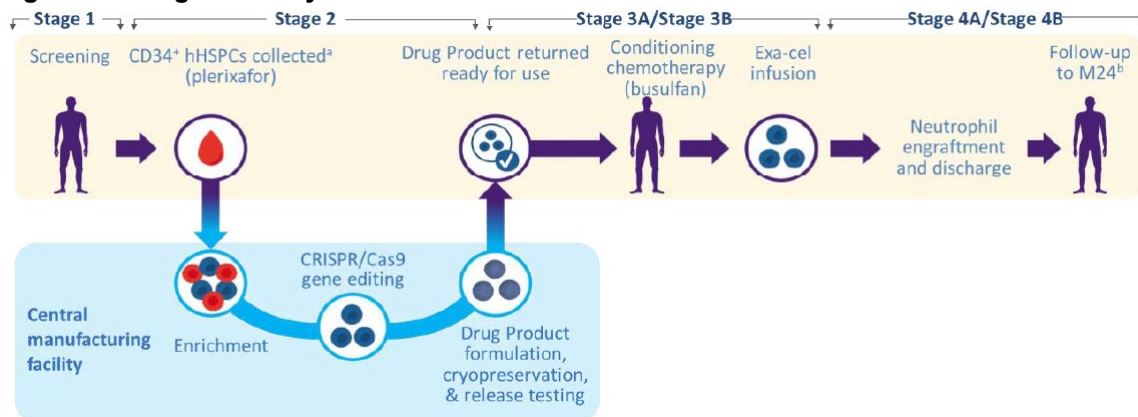 Stage 1
Stage 2
Stage 3A/Stage 3B
Stage 4A/Stage 4B
Screening
CD34⁺ hHSPCs collectedᵃ
(plerixafor)
Drug Product returned
ready for use
Conditioning
chemotherapy
(busulfan)
Exa-cel
infusion
Neutrophil
engraftment
and discharge
Follow-up
to M24ᵇ
Central
manufacturing
facility
Enrichment
CRISPR/Cas9
gene editing
Drug Product
formulation,
cryopreservation,
& release testing